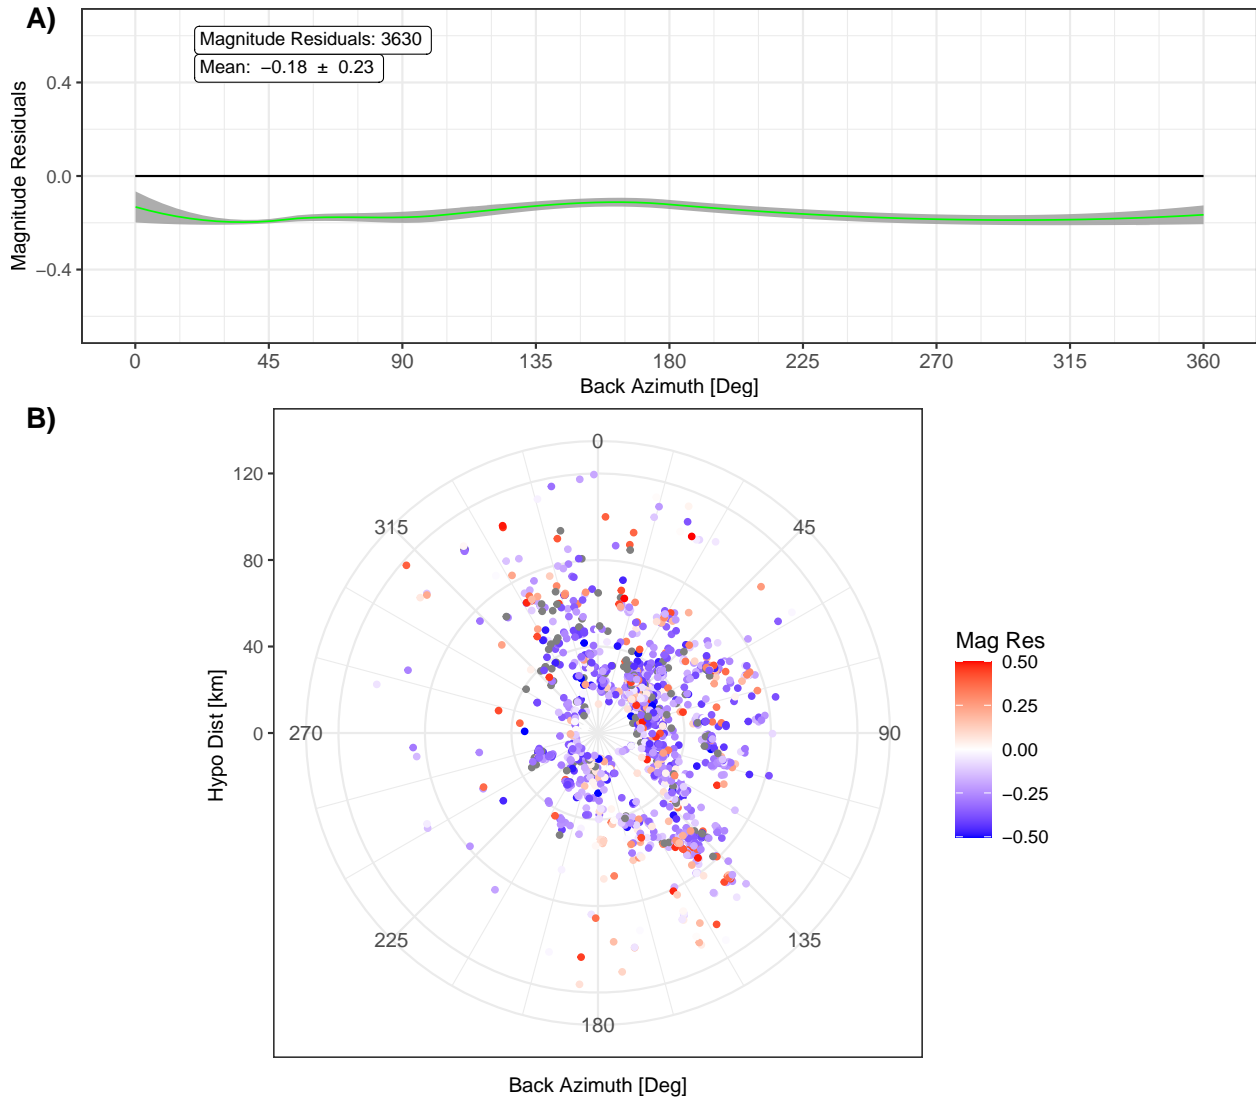 A)
Magnitude Residuals: 3630
Mean: −0.18 ± 0.23
Magnitude Residuals
0.4
0.0
−0.4
0 45 90 135 180 225 270 315 360
Back Azimuth [Deg]
B)
Hypo Dist [km]
120
80
40
0
0
45
90
135
180
225
270
315
Back Azimuth [Deg]
Mag Res
0.50
0.25
0.00
−0.25
−0.50